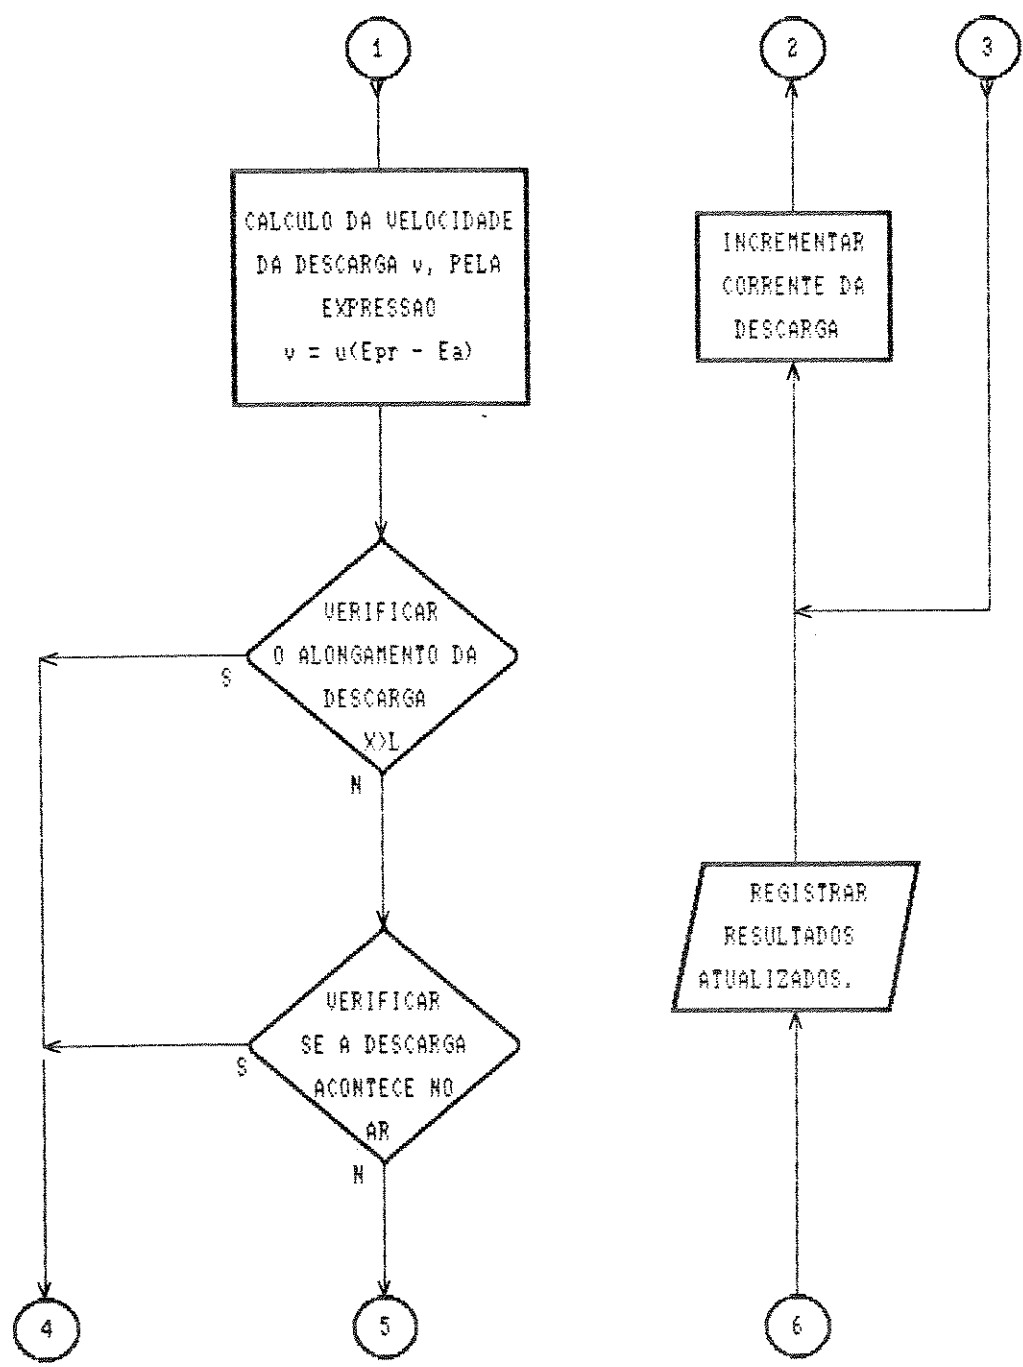 1
CALCULO DA VELOCIDADE
DA DESCARGA v, PELA
EXPRESSAO
v = u(Epr - Ea)
VERIFICAR
O ALONGAMENTO DA
DESCARGA
X>L
S
N
VERIFICAR
SE A DESCARGA
ACONTECE NO
AR
S
N
4
5
2
3
INCREMENTAR
CORRENTE DA
DESCARGA
REGISTRAR
RESULTADOS
ATUALIZADOS.
6